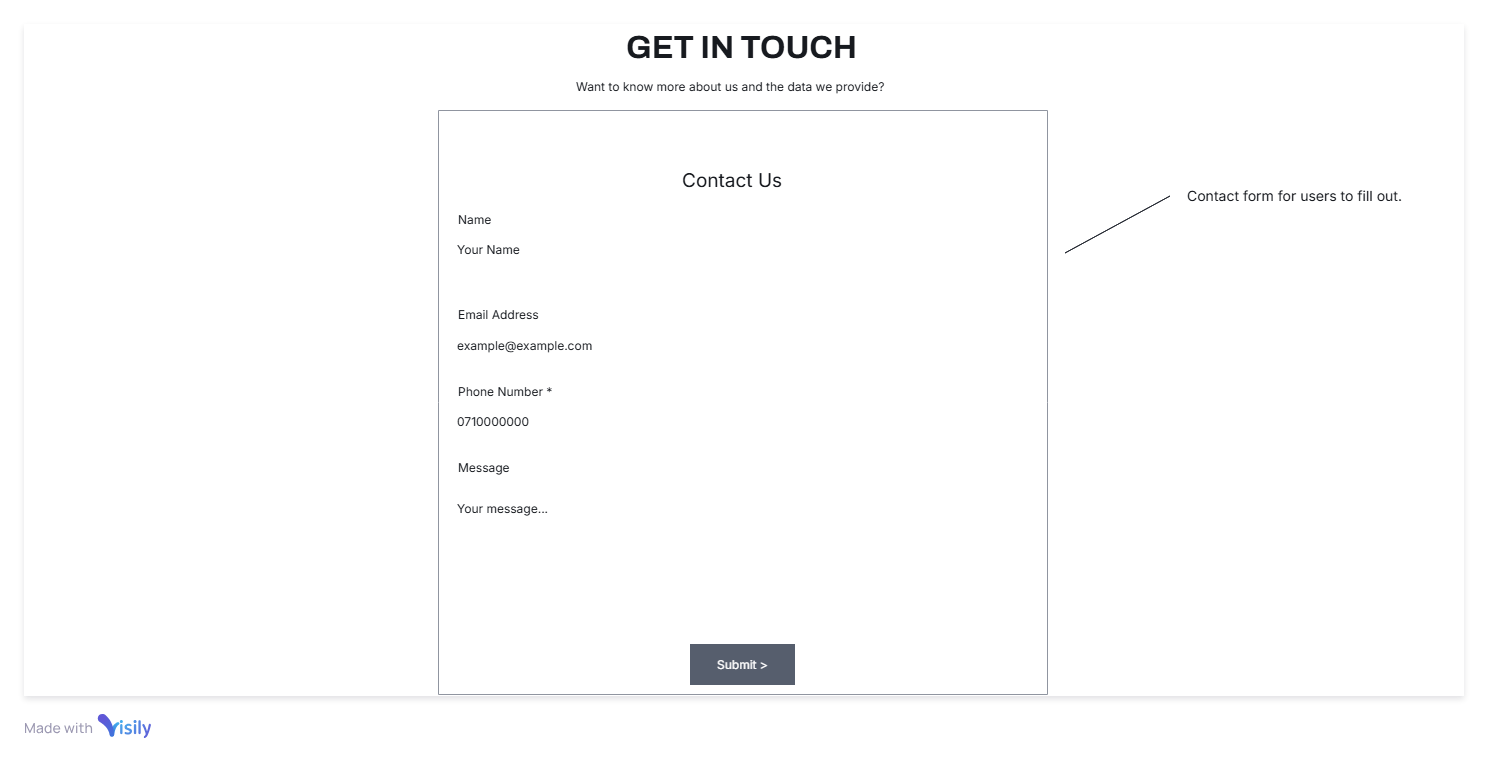 GET IN TOUCH
Want to know more about us and the data we provide?
Contact Us
Contact form for users to fill out.
Name
Your Name
Email Address
example@example.com
Phone Number *
0710000000
Message
Your message...
Submit >
Made with Visily